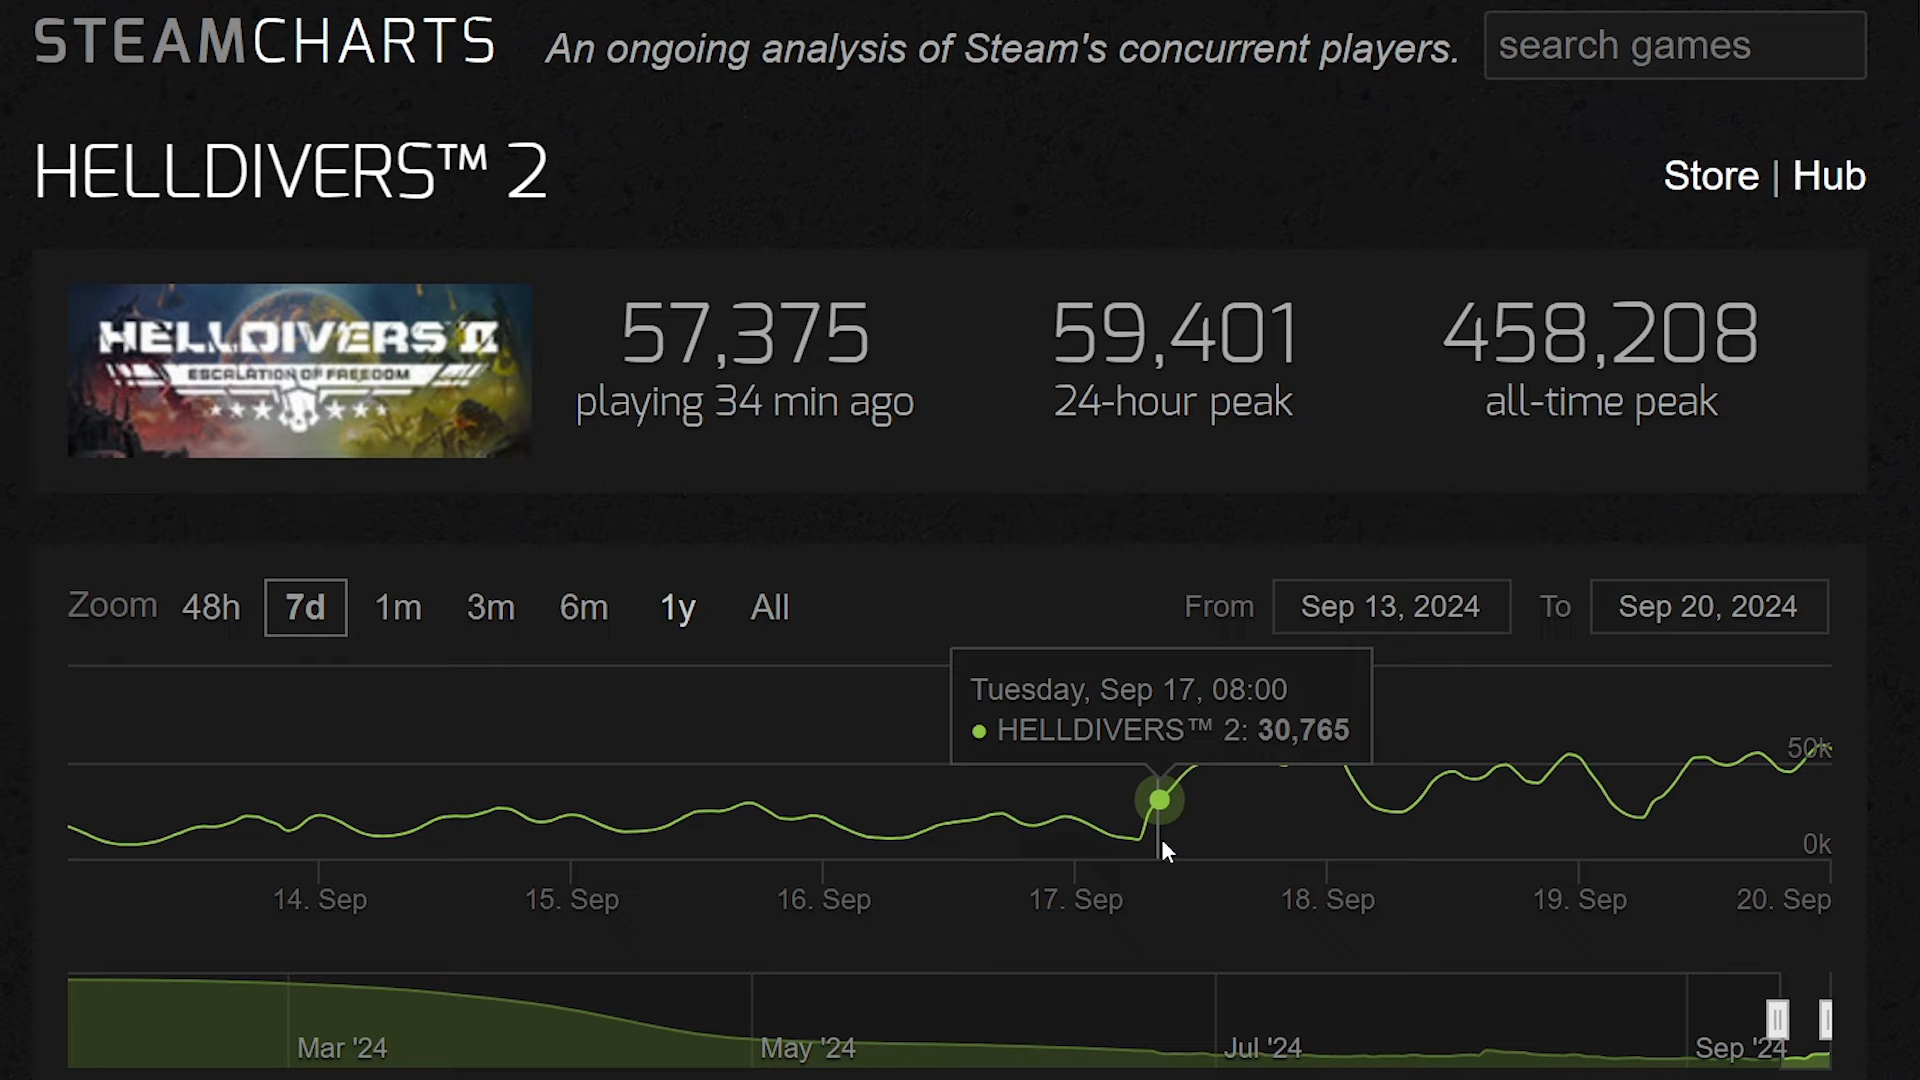 STEAMCHARTS An ongoing analysis of Steam's concurrent players. search games
HELLDIVERS™ 2 Store | Hub
HELLDIVERS II
ESCALATION OF FREEDOM
57,375 59,401 458,208
playing 34 min ago 24-hour peak all-time peak
Zoom 48h 7d 1m 3m 6m 1y All From Sep 13, 2024 To Sep 20, 2024
Tuesday, Sep 17, 08:00
HELLDIVERS™ 2: 30,765
50k
0k
14. Sep 15. Sep 16. Sep 17. Sep 18. Sep 19. Sep 20. Sep
Mar '24 May '24 Jul '24 Sep '24